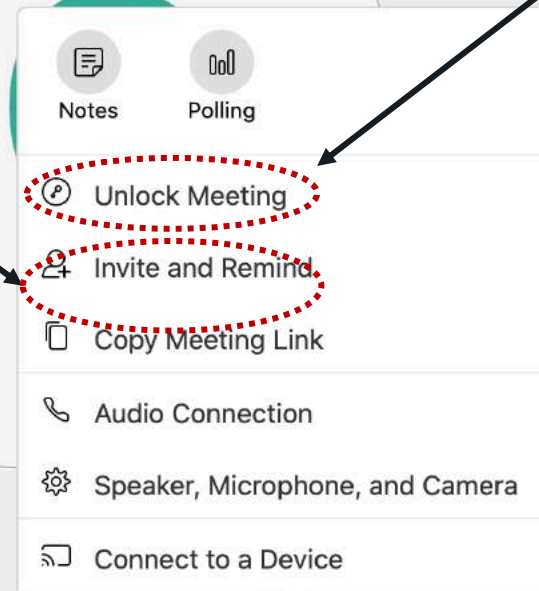 Notes Polling
Unlock Meeting
Invite and Remind
Copy Meeting Link
Audio Connection
Speaker, Microphone, and Camera
Connect to a Device